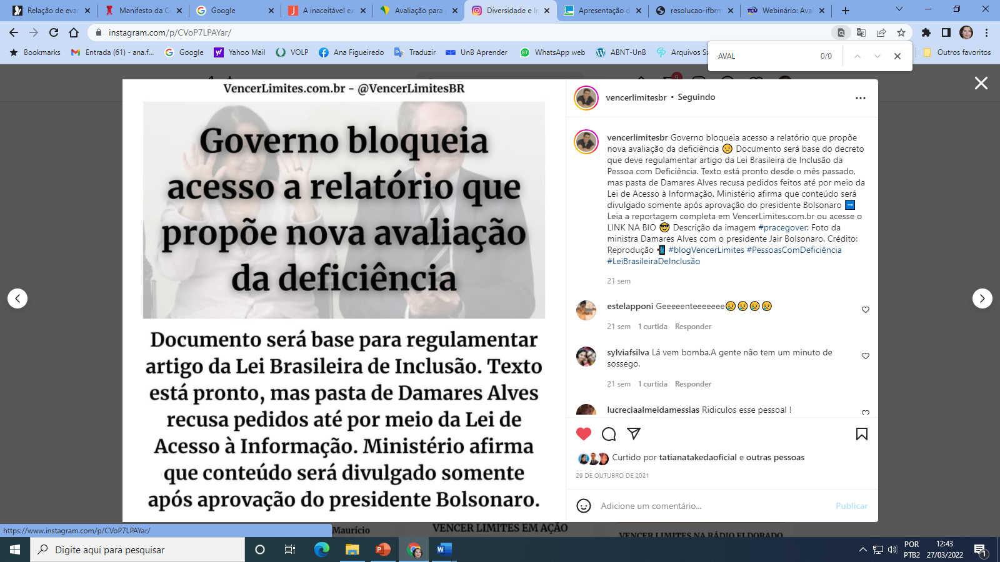 Relação de evan
Manifesto da Co
Google
A inaceitável ex
Avaliação para p
Diversidade e In
Apresentação d
resolucao-ifbrm
Webinário: Ava
instagram.com/p/CVoP7LPAYar/
Bookmarks
Entrada (61) - ana.f...
Google
Yahoo Mail
VOLP
Ana Figueiredo
Traduzir
UnB Aprender
WhatsApp web
ABNT-UnB
Arquivos Sa
Outros favoritos
AVAL
0/0
9
VencerLimites.com.br - @VencerLimitesBR
Governo bloqueia
acesso a relatório que
propõe nova avaliação
da deficiência
Documento será base para regulamentar
artigo da Lei Brasileira de Inclusão. Texto
está pronto, mas pasta de Damares Alves
recusa pedidos até por meio da Lei de
Acesso à Informação. Ministério afirma
que conteúdo será divulgado somente
após aprovação do presidente Bolsonaro.
vencerlimitesbr • Seguindo
vencerlimitesbr Governo bloqueia acesso a relatório que propõe
nova avaliação da deficiência 🤨 Documento será base do decreto
que deve regulamentar artigo da Lei Brasileira de Inclusão da
Pessoa com Deficiência. Texto está pronto desde o mês passado,
mas pasta de Damares Alves recusa pedidos feitos até por meio da
Lei de Acesso à Informação. Ministério afirma que conteúdo será
divulgado somente após aprovação do presidente Bolsonaro ➡️
Leia a reportagem completa em VencerLimites.com.br ou acesse o
LINK NA BIO 😎 Descrição da imagem #pracegover: Foto da
ministra Damares Alves com o presidente Jair Bolsonaro. Crédito:
Reprodução 📲 #blogVencerLimites #PessoasComDeficiência
#LeiBrasileiraDeInclusão
21 sem
estelapponi Geeeeenteeeeeee😢😢😢😢
21 sem 1 curtida Responder
sylviafsilva Lá vem bomba.A gente não tem um minuto de
sossego.
21 sem 1 curtida Responder
lucreciaalmeidamessias Ridiculos esse pessoal !
Curtido por tatianatakedaoficial e outras pessoas
29 DE OUTUBRO DE 2021
Adicione um comentário...
Publicar
https://www.instagram.com/p/CVoP7LPAYar/
Maurício
VENCER LIMITES EM AÇÃO
VENCER LIMITES NA RÁDIO ELDORADO
Digite aqui para pesquisar
POR
PTB2
12:43
27/03/2022
1